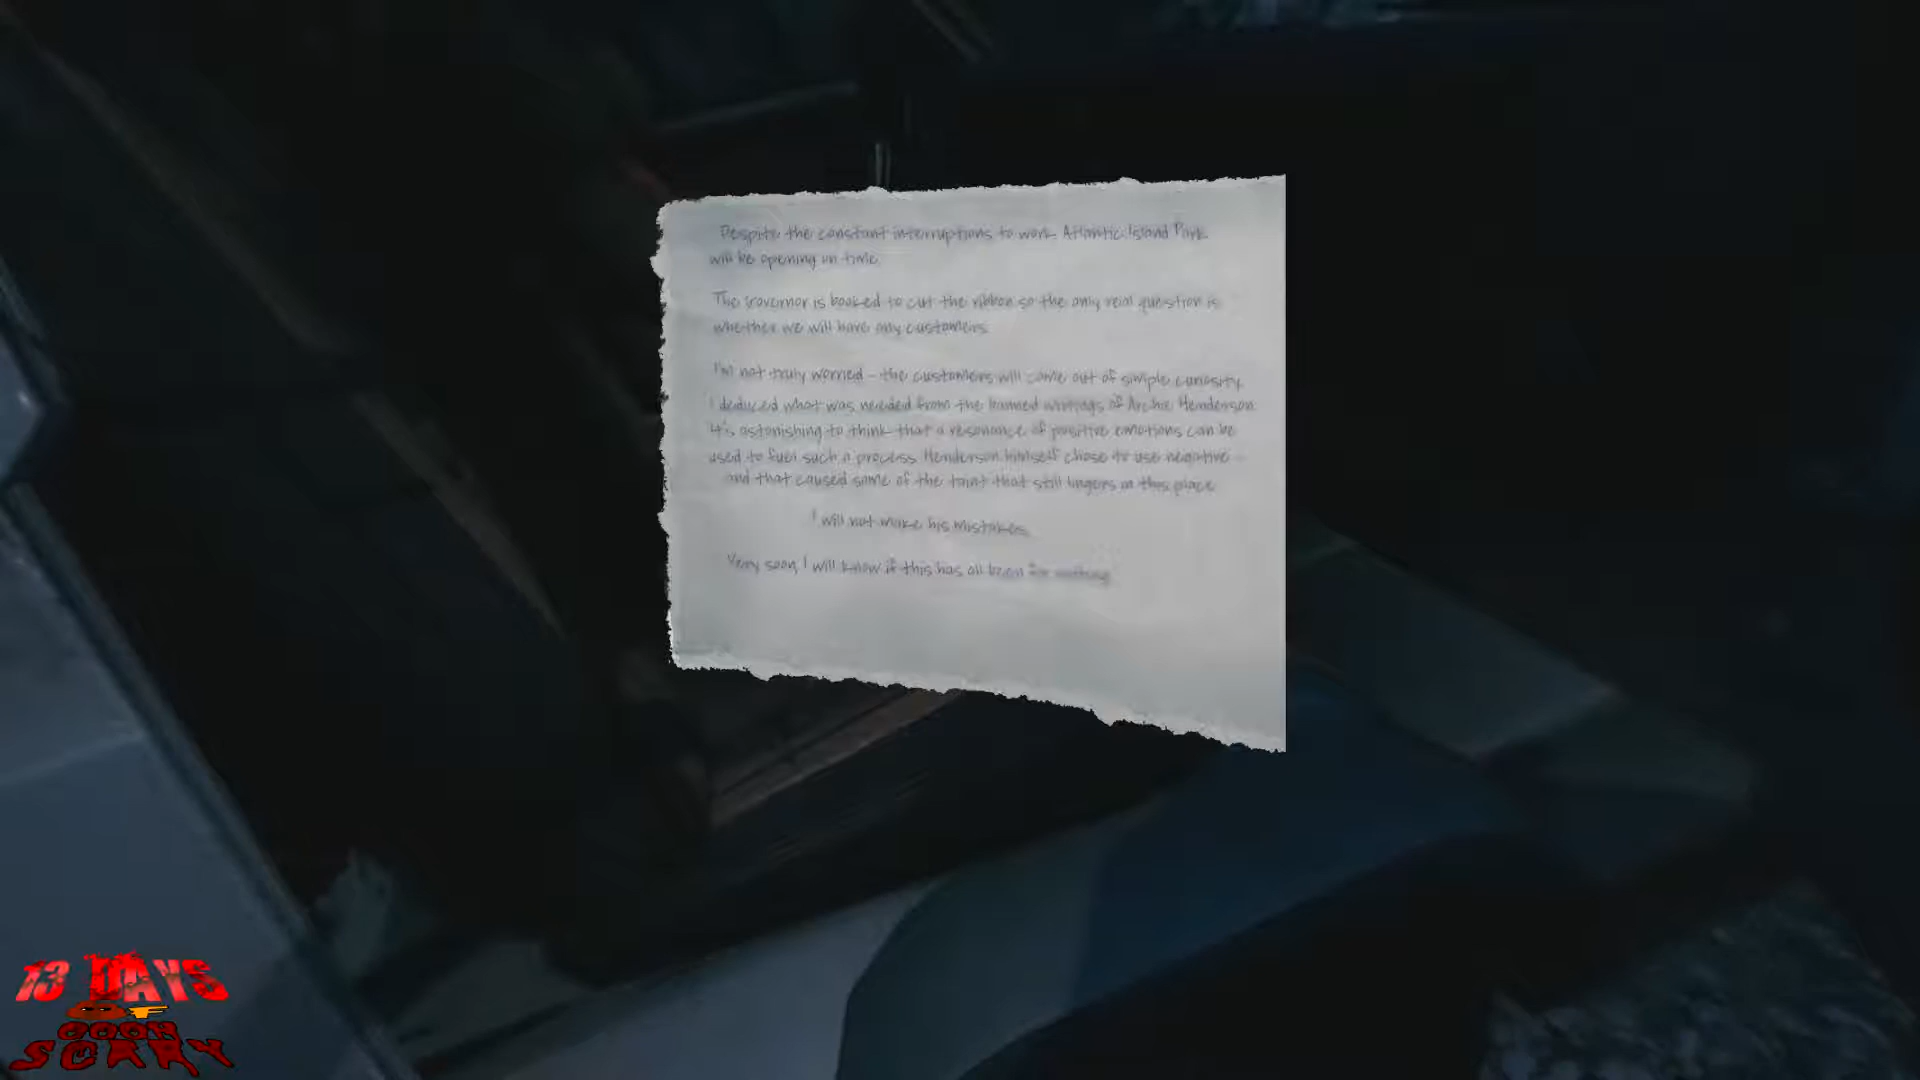 Despite the constant interruptions to work Atlantic Island Park
will be opening on time.
The Governor is booked to cut the ribbon so the only real question is
whether we will have any customers.
I'm not truly worried - the customers will come out of simple curiosity.
I deduced what was needed from the banned writings of Archie Henderson.
It's astonishing to think that a resonance of positive emotions can be
used to fuel such a process. Henderson himself chose to use negative -
and that caused some of the taint that still lingers in this place.
I will not make his mistakes.
Very soon, I will know if this has all been for nothing.
13 DAYS
GOON
SCARY